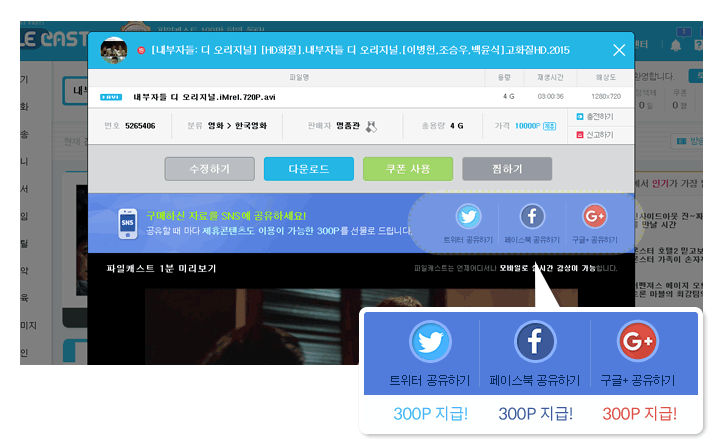 LE CAST
[내부자들: 디 오리지널] [HD화질].내부자들 디 오리지널.[이병헌,조승우,백윤식]고화질HD.2015
파일명 용량 재생시간 해상도
AVI 내부자들 디 오리지널.iMrel.720P.avi 4 G 03:00:36 1280x720
번호 5265406 분류 영화 > 한국영화 판매자 명품관 총용량 4 G 가격 10000P 제휴
충전하기
신고하기
수정하기 다운로드 쿠폰 사용 찜하기
SNS
구매하신 자료를 SNS에 공유하세요!
공유할 때 마다 제휴콘텐츠도 이용이 가능한 300P를 선물로 드립니다.
트위터 공유하기 페이스북 공유하기 구글+ 공유하기
파일캐스트 1분 미리보기 파일캐스트는 언제어디서나 모바일로 실시간 감상이 가능합니다.
트위터 공유하기 페이스북 공유하기 구글+ 공유하기
300P 지급! 300P 지급! 300P 지급!